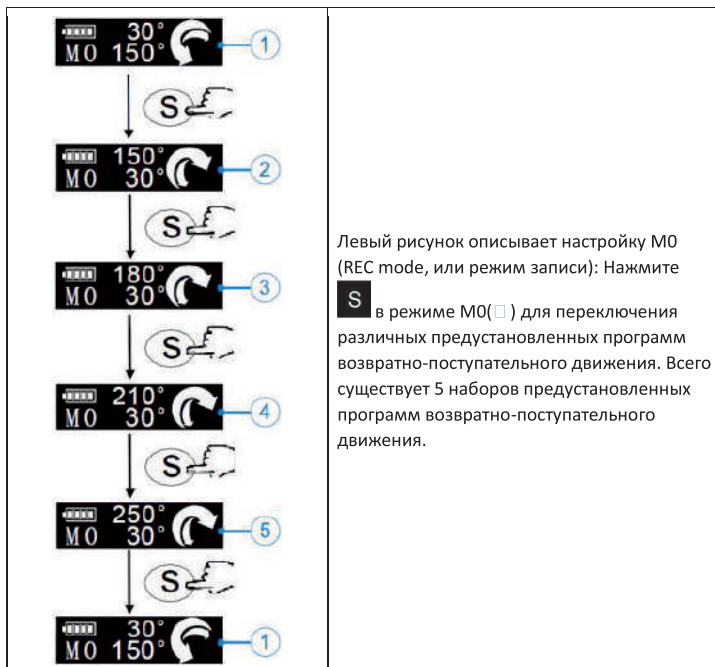 30°
M0 150°
1
S
150°
M0 30°
2
S
180°
M0 30°
3
S
210°
M0 30°
4
S
250°
M0 30°
5
S
30°
M0 150°
1
Левый рисунок описывает настройку M0
(REC mode, или режим записи): Нажмите
S в режиме M0(□ ) для переключения
различных предустановленных программ
возвратно-поступательного движения. Всего
существует 5 наборов предустановленных
программ возвратно-поступательного
движения.